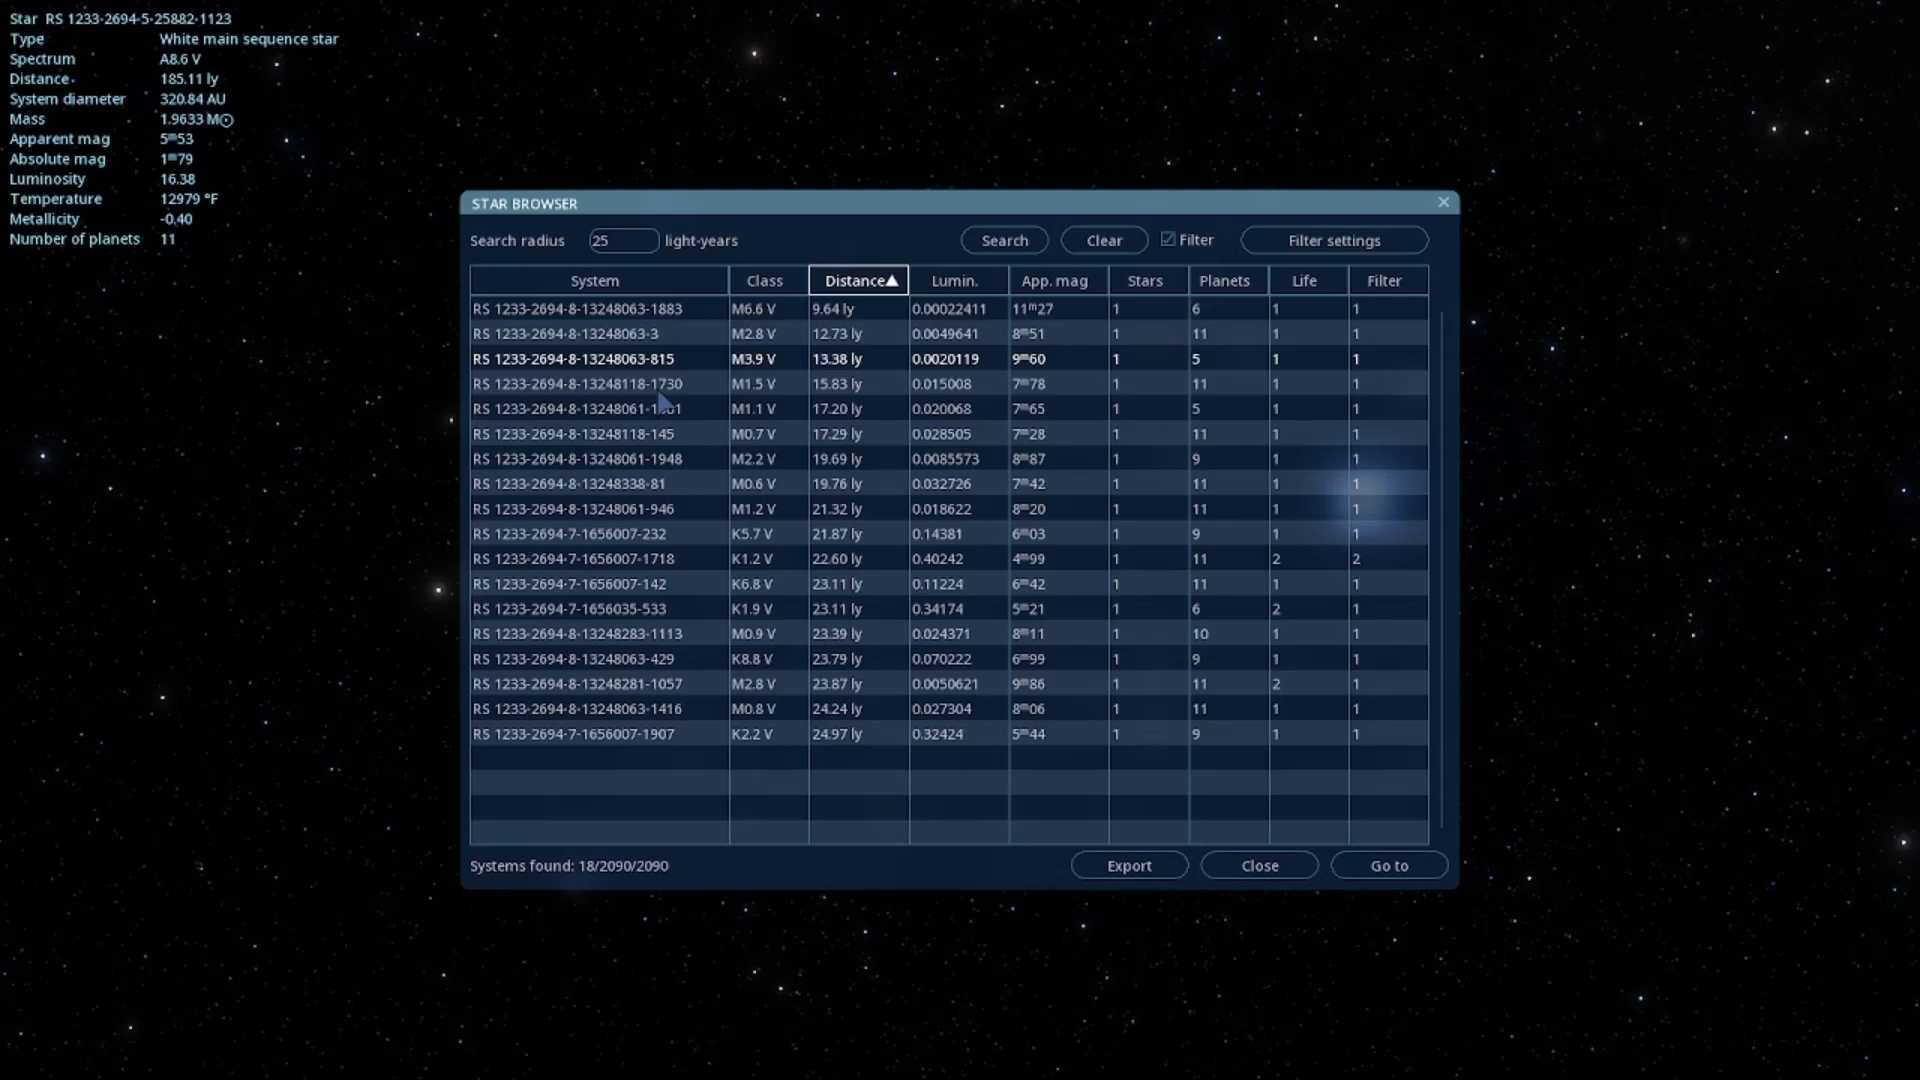 Star RS 1233-2694-5-25882-1123
Type White main sequence star
Spectrum A8.6 V
Distance 185.11 ly
System diameter 320.84 AU
Mass 1.9633 M☉
Apparent mag 5ᵐ53
Absolute mag 1ᵐ79
Luminosity 16.38
Temperature 12979 °F
Metallicity -0.40
Number of planets 11
STAR BROWSER
Search radius 25 light-years Search Clear Filter Filter settings
System Class Distance▲ Lumin. App. mag Stars Planets Life Filter
RS 1233-2694-8-13248063-1883 M6.6 V 9.64 ly 0.00022411 11ᵐ27 1 6 1 1
RS 1233-2694-8-13248063-3 M2.8 V 12.73 ly 0.0049641 8ᵐ51 1 11 1 1
RS 1233-2694-8-13248063-815 M3.9 V 13.38 ly 0.0020119 9ᵐ60 1 5 1 1
RS 1233-2694-8-13248118-1730 M1.5 V 15.83 ly 0.015008 7ᵐ78 1 11 1 1
RS 1233-2694-8- M1.1 V 17.20 ly 0.020068 7ᵐ65 1 5 1 1
RS 1233-2694-8-13248118-145 M0.7 V 17.29 ly 0.028505 7ᵐ28 1 11 1 1
RS 1233-2694-8-13248061-1948 M2.2 V 19.69 ly 0.0085573 8ᵐ87 1 9 1 1
RS 1233-2694-8-13248338-81 M0.6 V 19.76 ly 0.032726 7ᵐ42 1 11 1 1
RS 1233-2694-8-13248061-946 M1.2 V 21.32 ly 0.018622 8ᵐ20 1 11 1 1
RS 1233-2694-7-1656007-232 K5.7 V 21.87 ly 0.14381 6ᵐ03 1 9 1 1
RS 1233-2694-7-1656007-1718 K1.2 V 22.60 ly 0.40242 4ᵐ99 1 11 2 2
RS 1233-2694-7-1656007-142 K6.8 V 23.11 ly 0.11224 6ᵐ42 1 11 1 1
RS 1233-2694-7-1656035-533 K1.9 V 23.11 ly 0.34174 5ᵐ21 1 6 2 1
RS 1233-2694-8-13248283-1113 M0.9 V 23.39 ly 0.024371 8ᵐ11 1 10 1 1
RS 1233-2694-8-13248063-429 K8.8 V 23.79 ly 0.070222 6ᵐ99 1 9 1 1
RS 1233-2694-8-13248281-1057 M2.8 V 23.87 ly 0.0050621 9ᵐ86 1 11 2 1
RS 1233-2694-8-13248063-1416 M0.8 V 24.24 ly 0.027304 8ᵐ06 1 11 1 1
RS 1233-2694-7-1656007-1907 K2.2 V 24.97 ly 0.32424 5ᵐ44 1 9 1 1
Systems found: 18/2090/2090 Export Close Go to